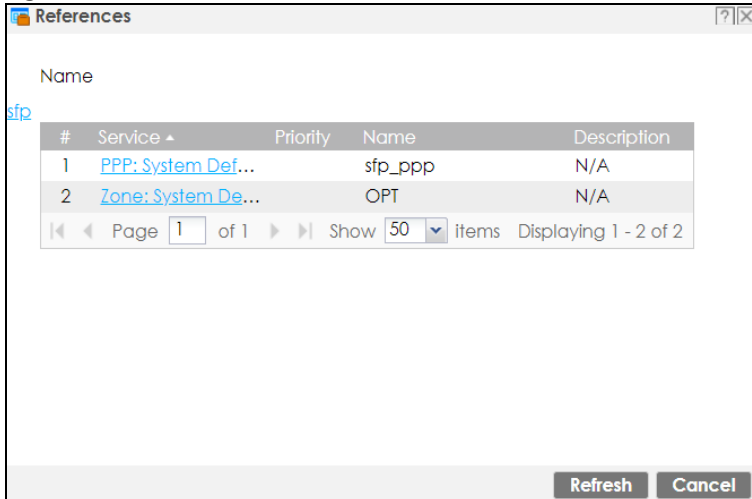 References
Name
sfp
# Service Priority Name Description
1 PPP: System Def... sfp_ppp N/A
2 Zone: System De... OPT N/A
Page 1 of 1 Show 50 items Displaying 1 - 2 of 2
Refresh Cancel